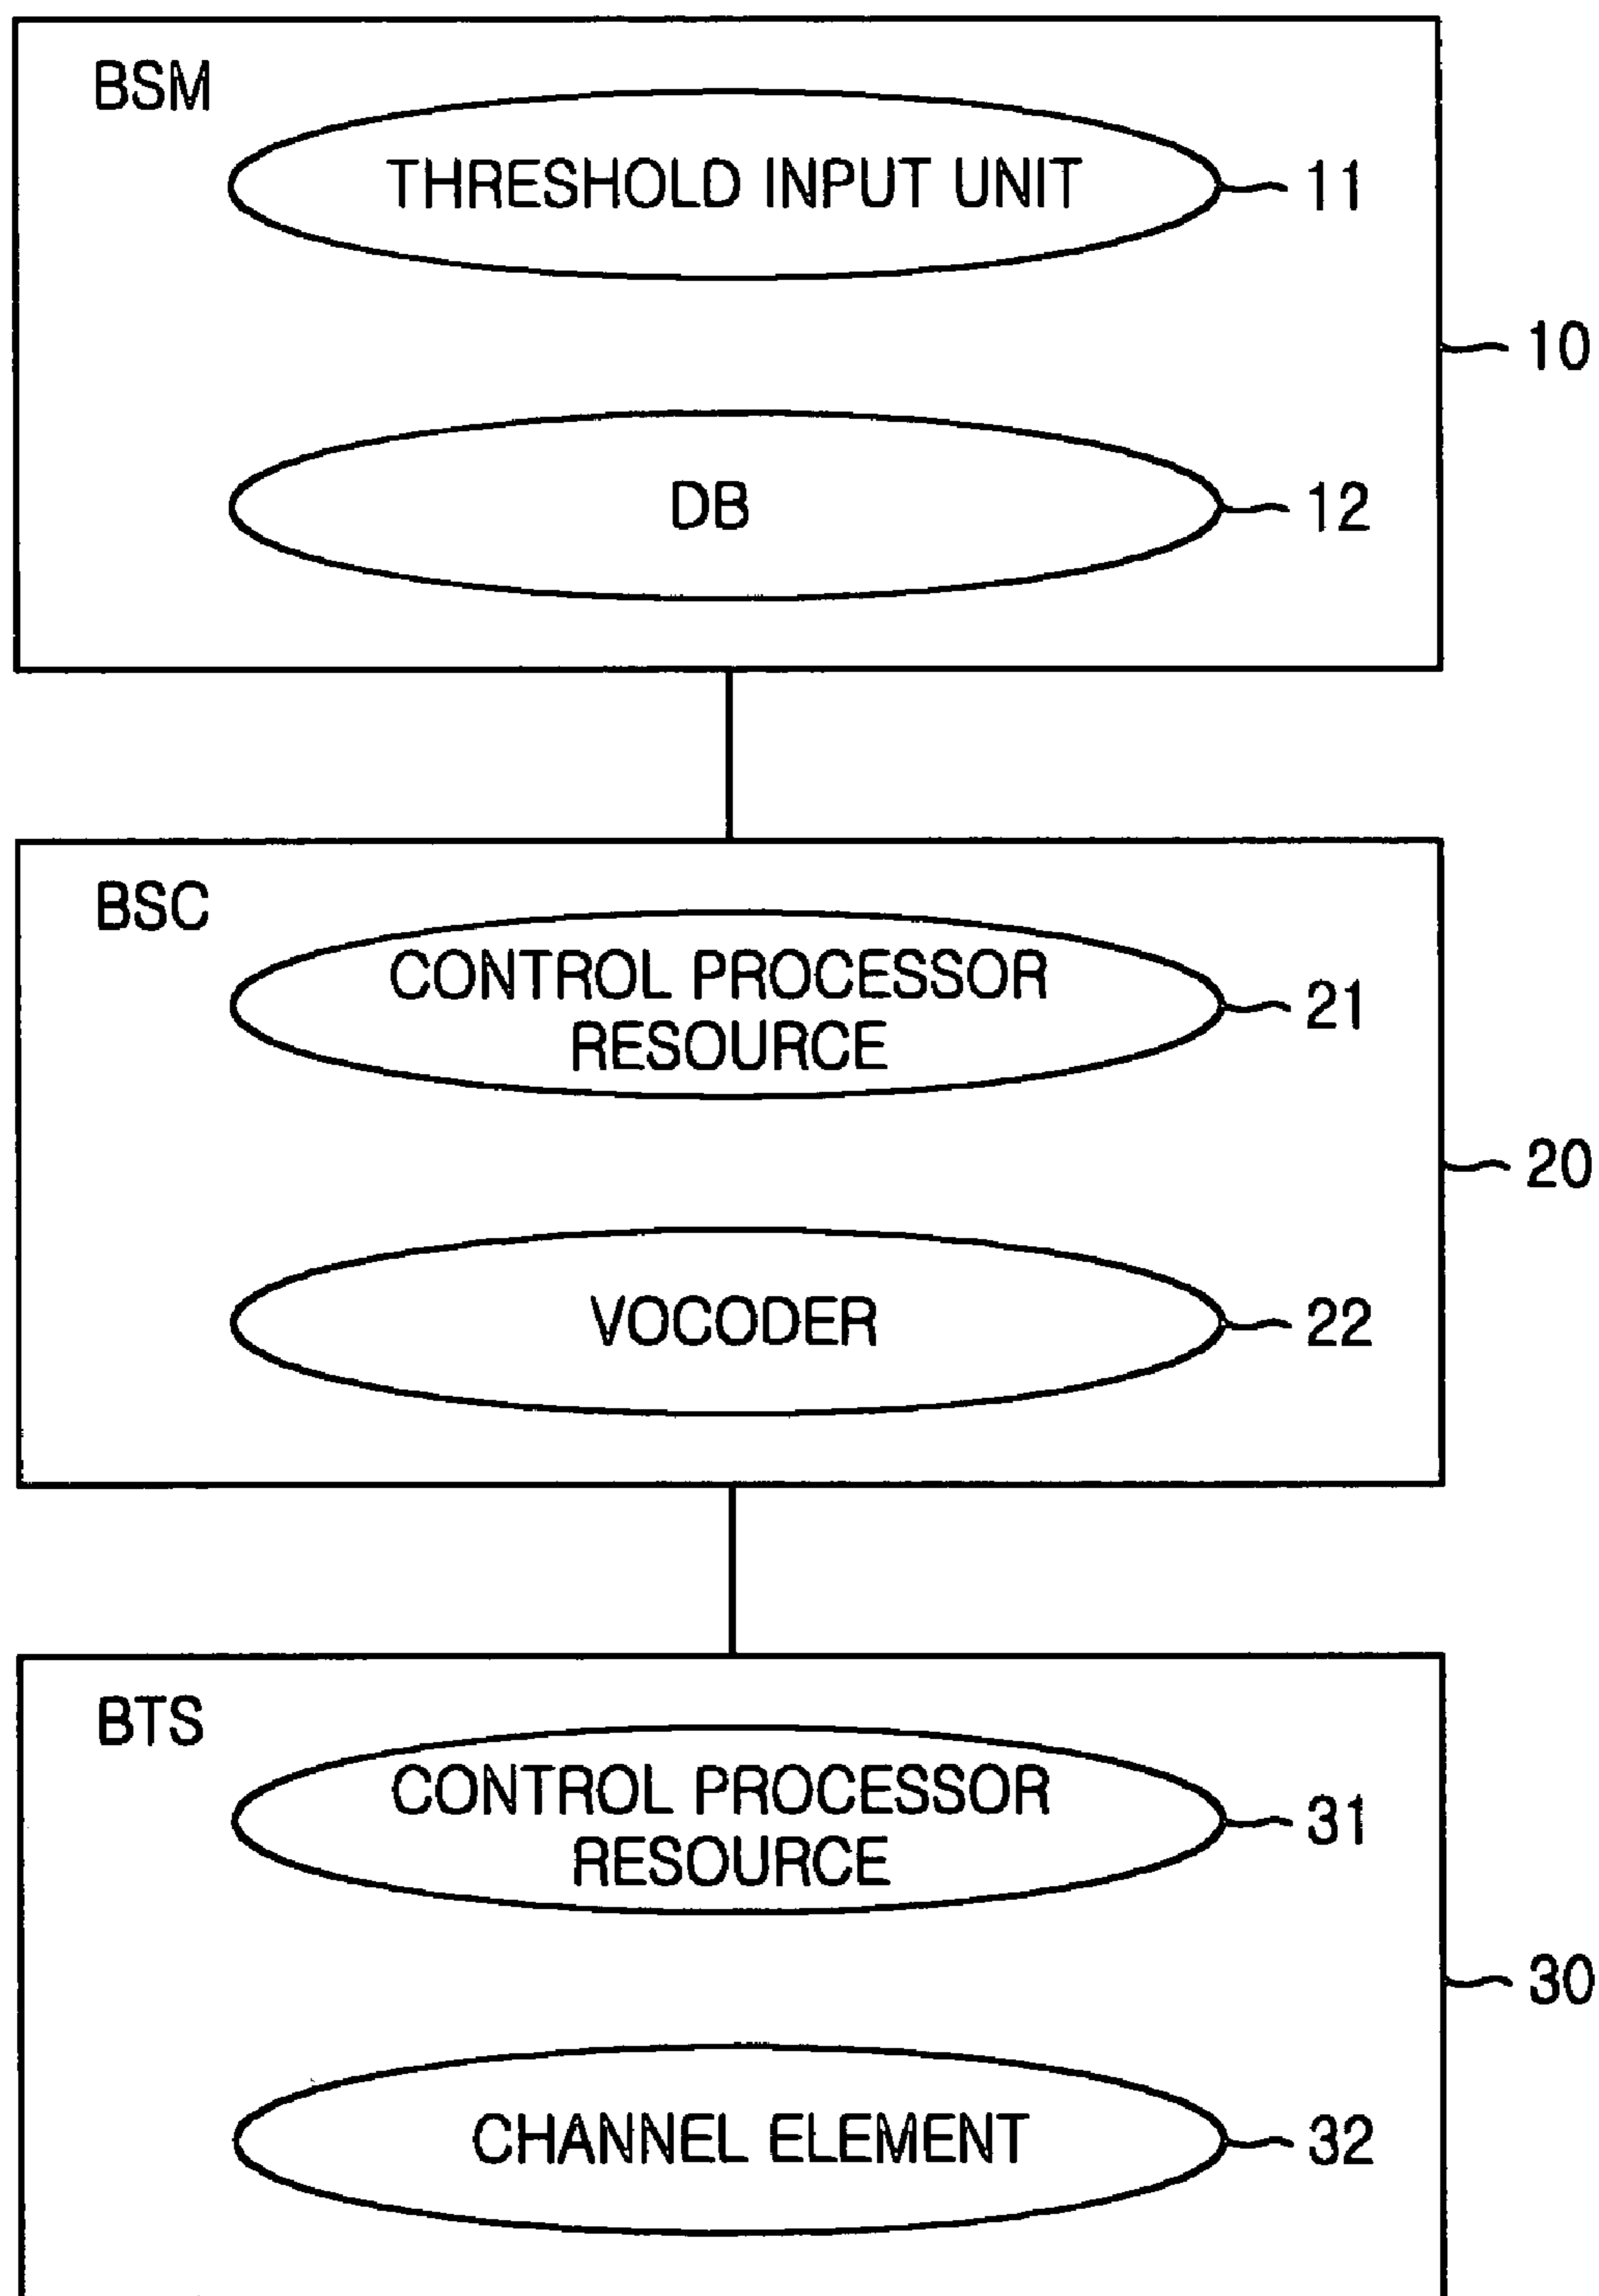 BSM
THRESHOLD INPUT UNIT
11
10
DB
12
BSC
CONTROL PROCESSOR
RESOURCE
21
20
VOCODER
22
BTS
CONTROL PROCESSOR
RESOURCE
31
30
CHANNEL ELEMENT
32